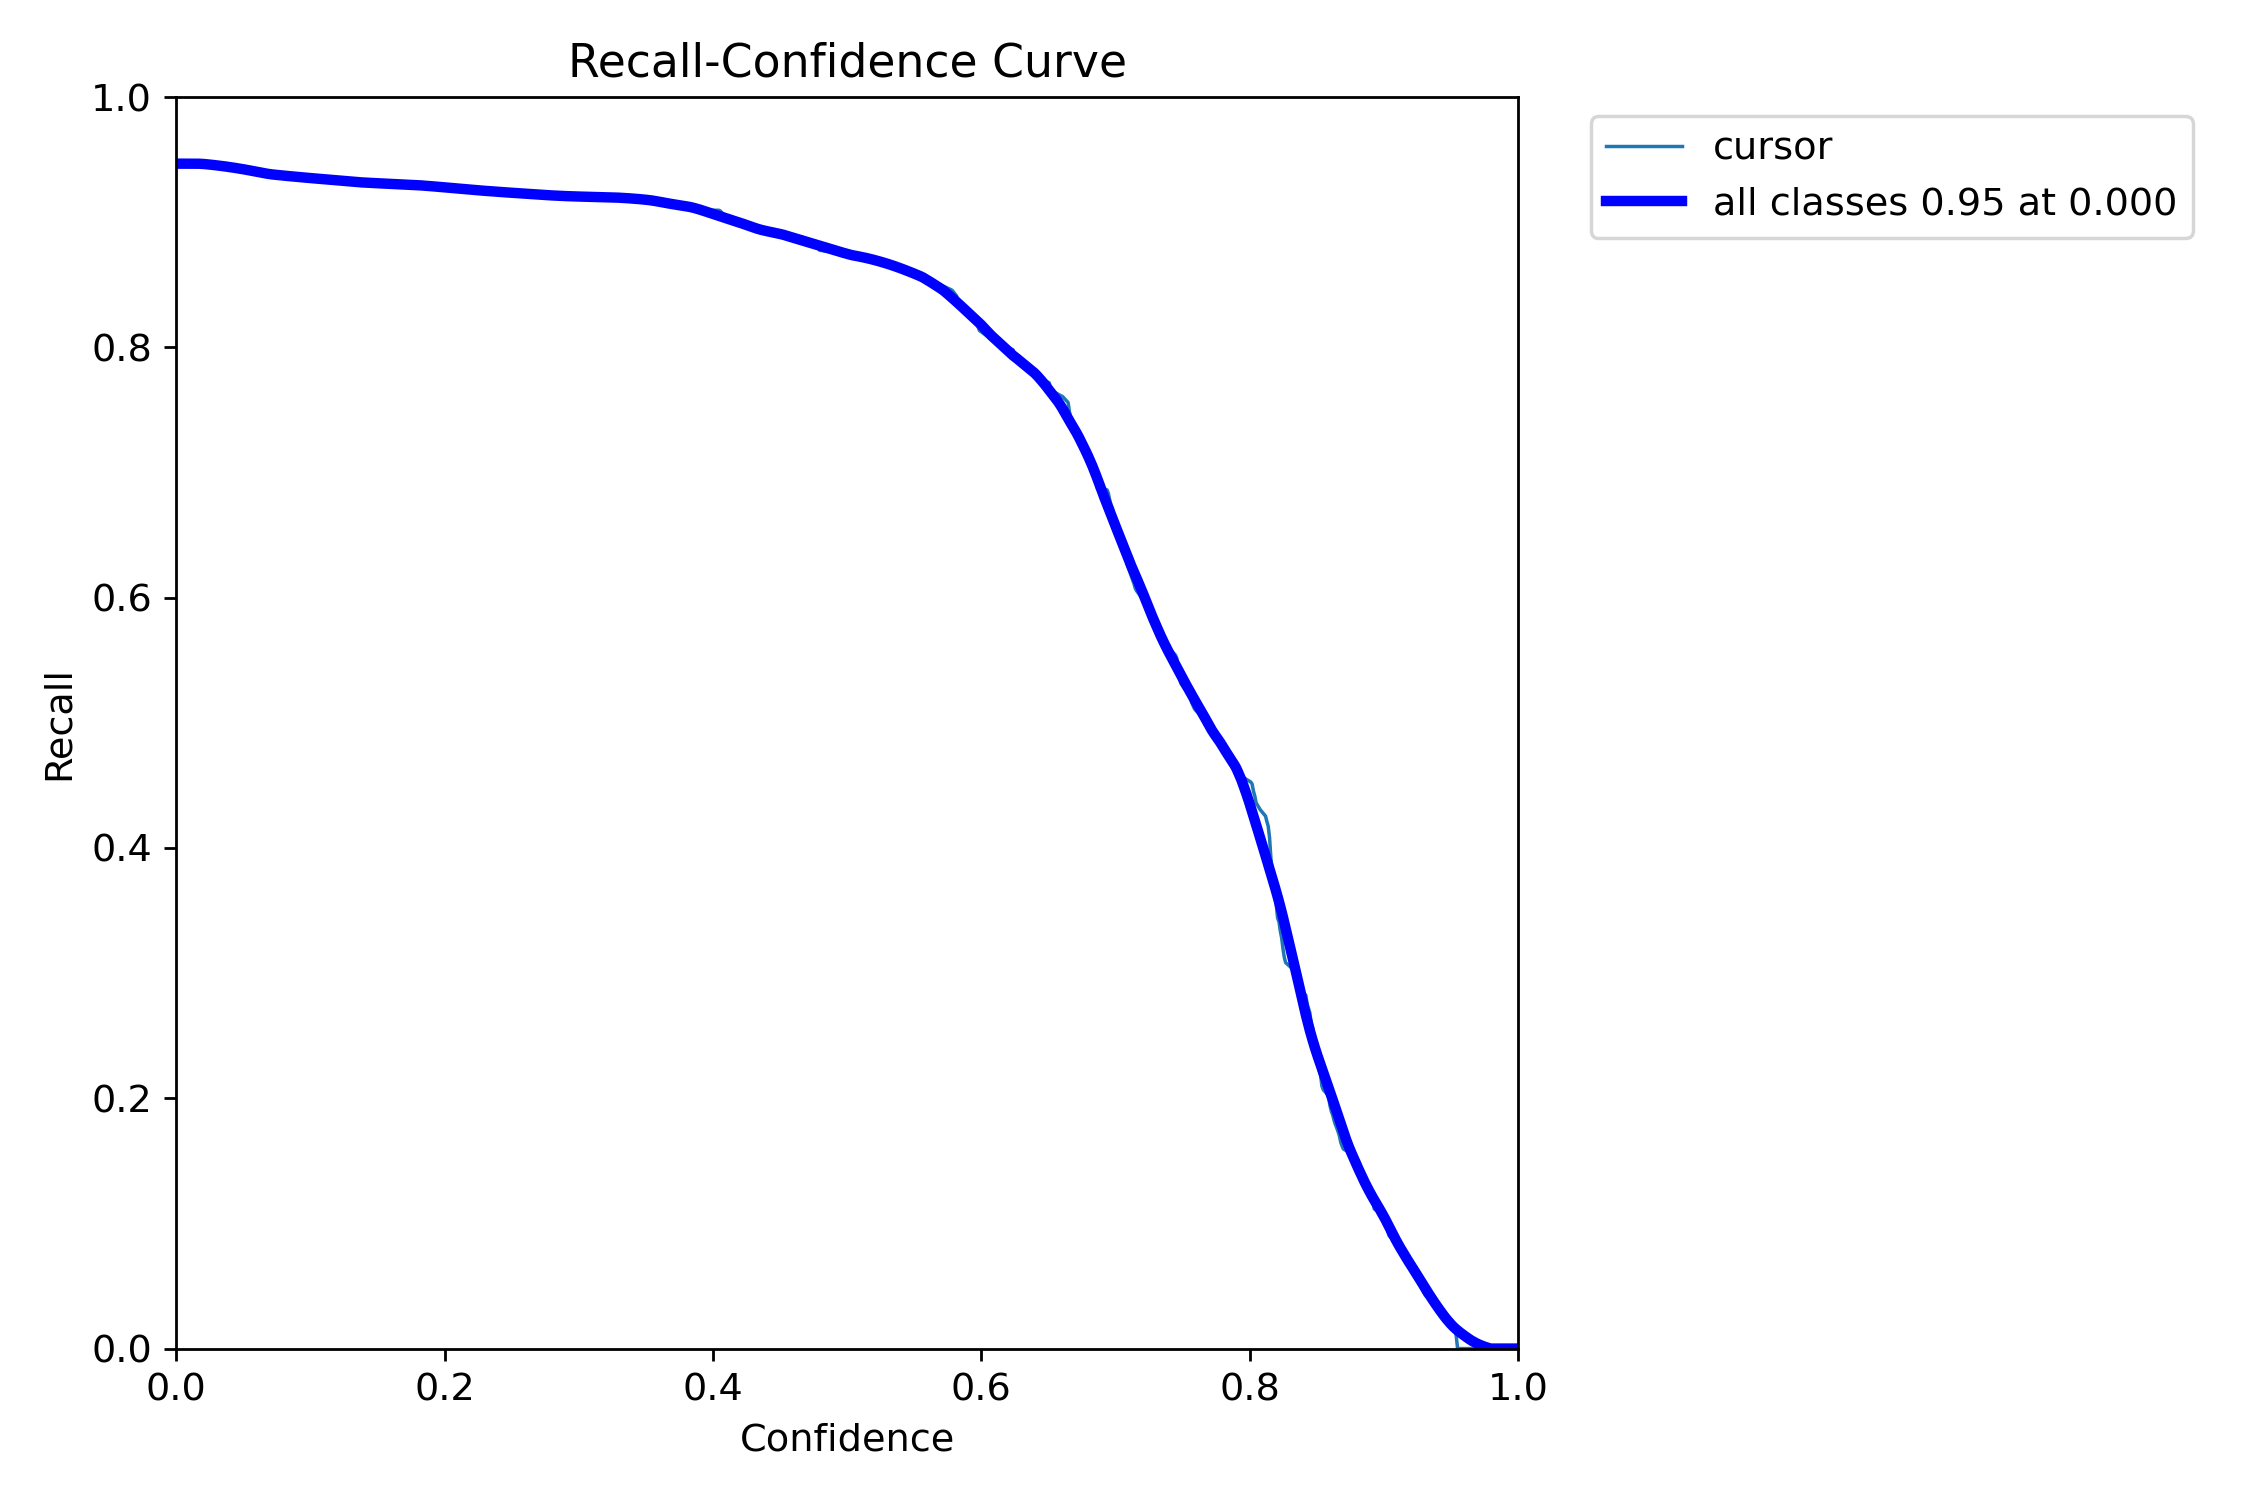 Recall-Confidence Curve
1.0
0.8
0.6
0.4
0.2
0.0
Recall
0.0 0.2 0.4 0.6 0.8 1.0
Confidence
cursor
all classes 0.95 at 0.000